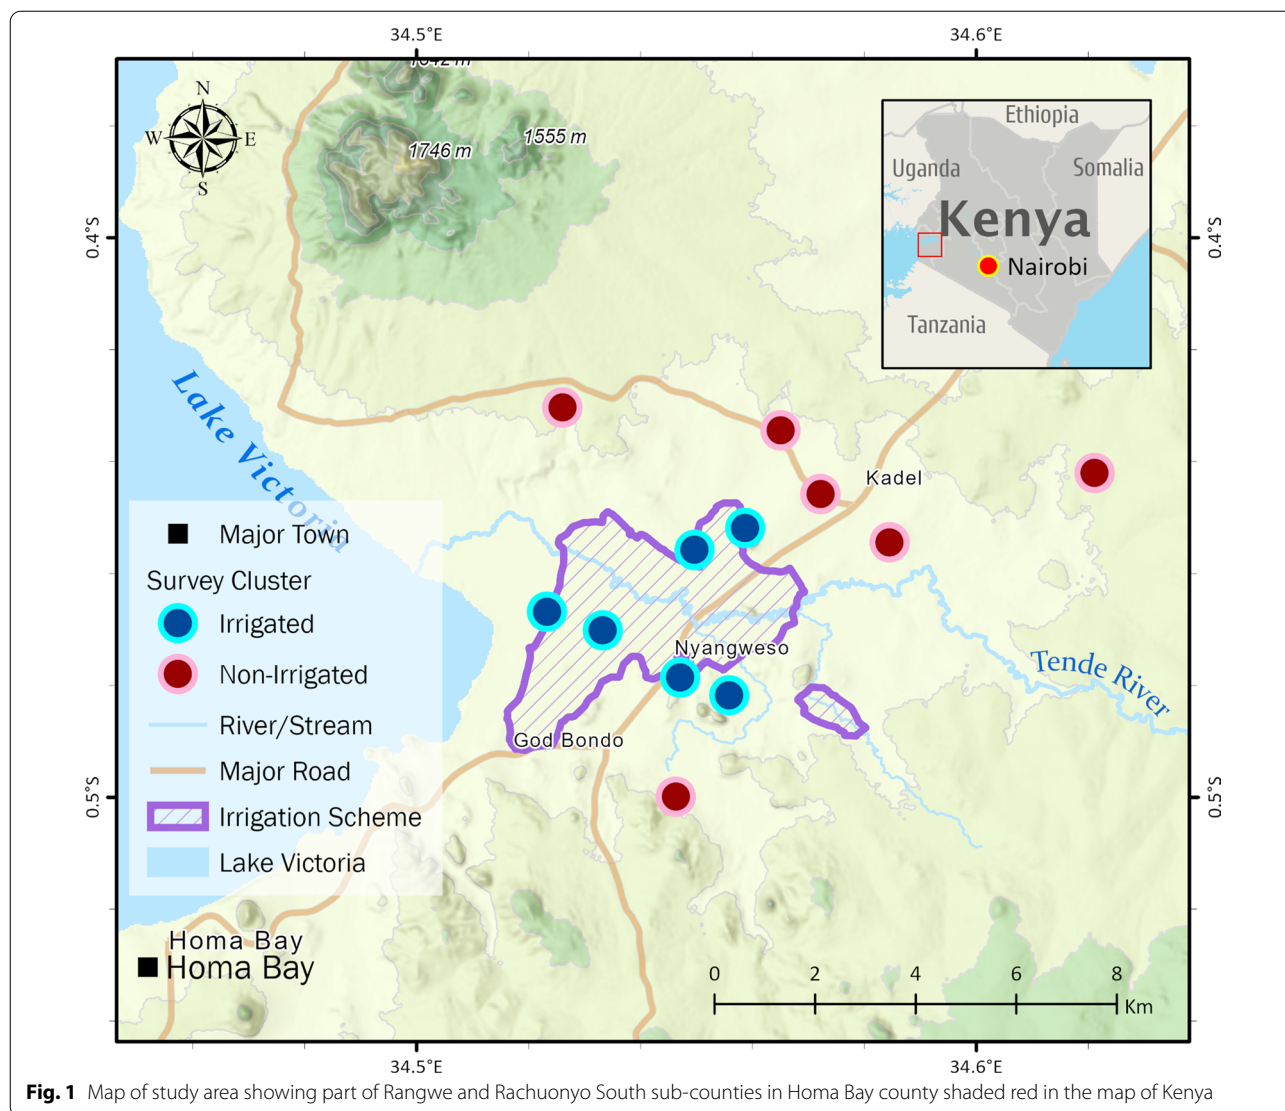 34.5°E
34.6°E
1642 m
N
W
E
S
1746 m
1555 m
Ethiopia
Uganda
Somalia
Kenya
Nairobi
Tanzania
0.4°S
0.4°S
Lake Victoria
Kadel
Major Town
Survey Cluster
Irrigated
Non-Irrigated
River/Stream
Major Road
Irrigation Scheme
Lake Victoria
Nyangweso
Tende River
God Bondo
0.5°S
0.5°S
Homa Bay
Homa Bay
0 2 4 6 8
Km
34.5°E
34.6°E
Fig. 1 Map of study area showing part of Rangwe and Rachuonyo South sub-counties in Homa Bay county shaded red in the map of Kenya